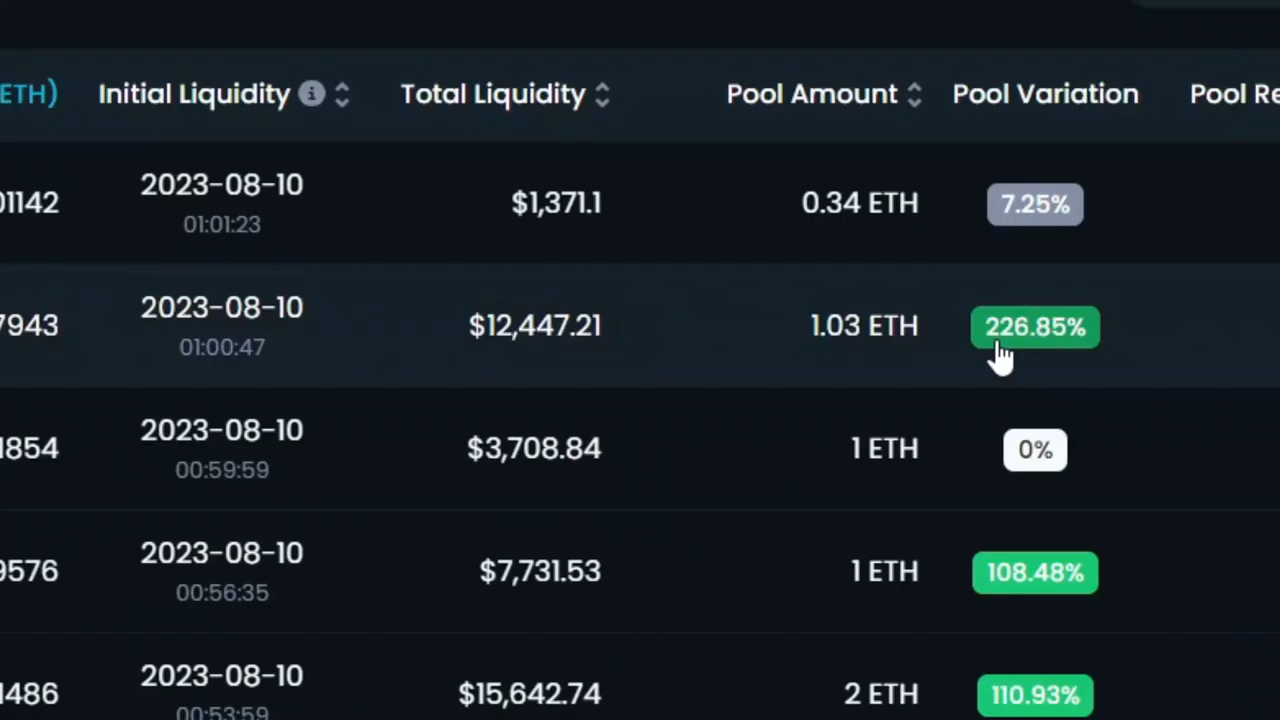 ETH) Initial Liquidity i Total Liquidity Pool Amount Pool Variation Pool Re
01142 2023-08-10 $1,371.1 0.34 ETH 7.25%
01:01:23
7943 2023-08-10 $12,447.21 1.03 ETH 226.85%
01:00:47
1854 2023-08-10 $3,708.84 1 ETH 0%
00:59:59
9576 2023-08-10 $7,731.53 1 ETH 108.48%
00:56:35
1486 2023-08-10 $15,642.74 2 ETH 110.93%
00:53:59